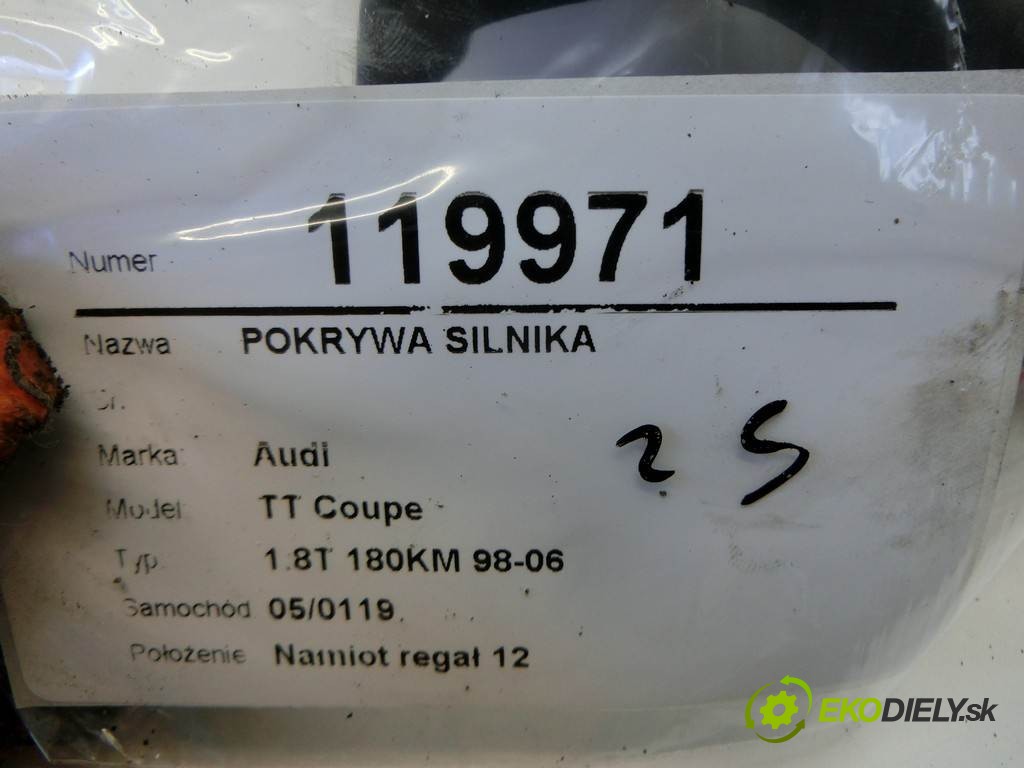 Numer 119971
Nazwa POKRYWA SILNIKA
Marka: Audi
Model TT Coupe
Typ 1.8T 180KM 98-06
Samochód 05/0119
Położenie Namiot regał 12
2 5
EKODIELY.sk